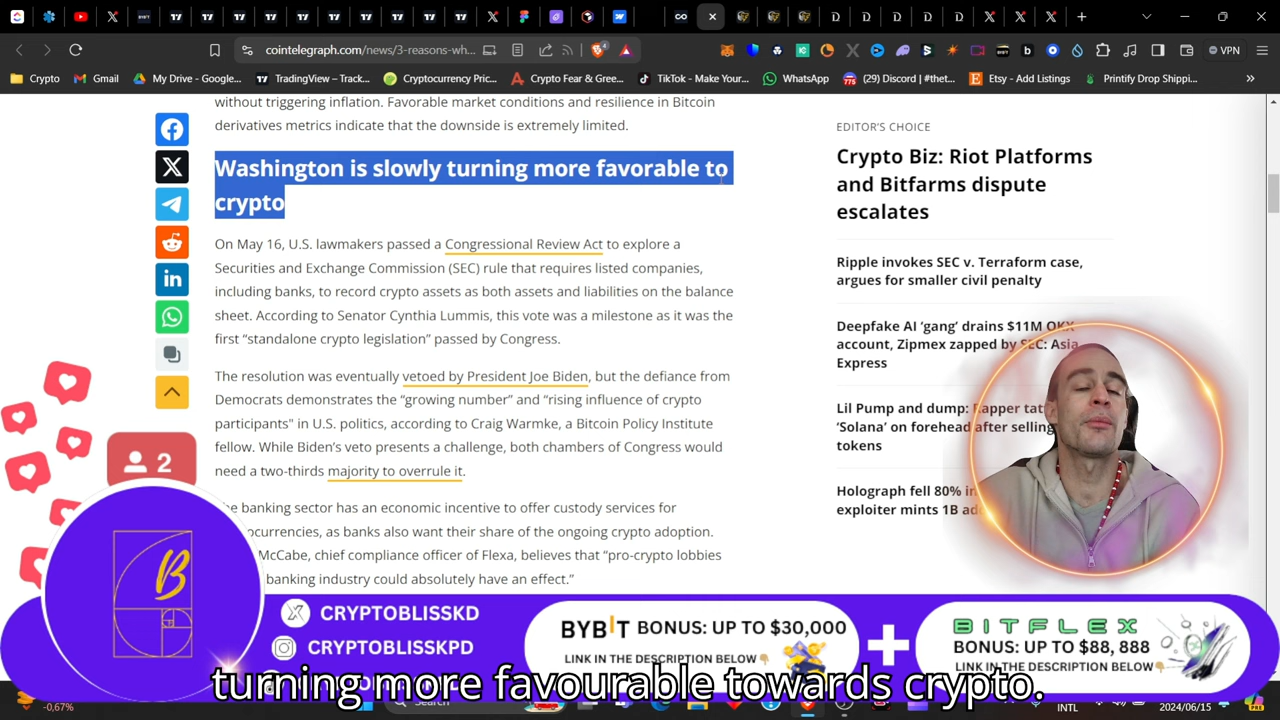 cointelegraph.com/news/3-reasons-wh...
4
VPN
Crypto
Gmail
My Drive - Google...
TradingView – Track...
Cryptocurrency Pric...
Crypto Fear & Gree...
TikTok - Make Your...
WhatsApp
(29) Discord | #thet...
Etsy - Add Listings
Printify Drop Shippi...
without triggering inflation. Favorable market conditions and resilience in Bitcoin
derivatives metrics indicate that the downside is extremely limited.
Washington is slowly turning more favorable to
crypto
On May 16, U.S. lawmakers passed a Congressional Review Act to explore a
Securities and Exchange Commission (SEC) rule that requires listed companies,
including banks, to record crypto assets as both assets and liabilities on the balance
sheet. According to Senator Cynthia Lummis, this vote was a milestone as it was the
first “standalone crypto legislation” passed by Congress.
The resolution was eventually vetoed by President Joe Biden, but the defiance from
Democrats demonstrates the “growing number” and “rising influence of crypto
participants" in U.S. politics, according to Craig Warmke, a Bitcoin Policy Institute
fellow. While Biden’s veto presents a challenge, both chambers of Congress would
need a two-thirds majority to overrule it.
banking sector has an economic incentive to offer custody services for
as banks also want their share of the ongoing crypto adoption.
McCabe, chief compliance officer of Flexa, believes that “pro-crypto lobbies
banking industry could absolutely have an effect.”
EDITOR'S CHOICE
Crypto Biz: Riot Platforms
and Bitfarms dispute
escalates
Ripple invokes SEC v. Terraform case,
argues for smaller civil penalty
Deepfake AI ‘gang’ drains $11M OKX
account, Zipmex zapped by SEC: Asia
Express
Lil Pump and dump: Rapper
‘Solana’ on forehead after selling
tokens
Holograph fell 80% in
exploiter mints 1B
2
B
CRYPTOBLISSKD
CRYPTOBLISSKPD
BYBIT BONUS: UP TO $30,000
LINK IN THE DESCRIPTION BELOW
+
BITFLEX
BONUS: UP TO $88, 888
LINK IN THE DESCRIPTION BELOW
turning more favourable towards crypto.
-0,67%
Search
INTL
2024/06/15